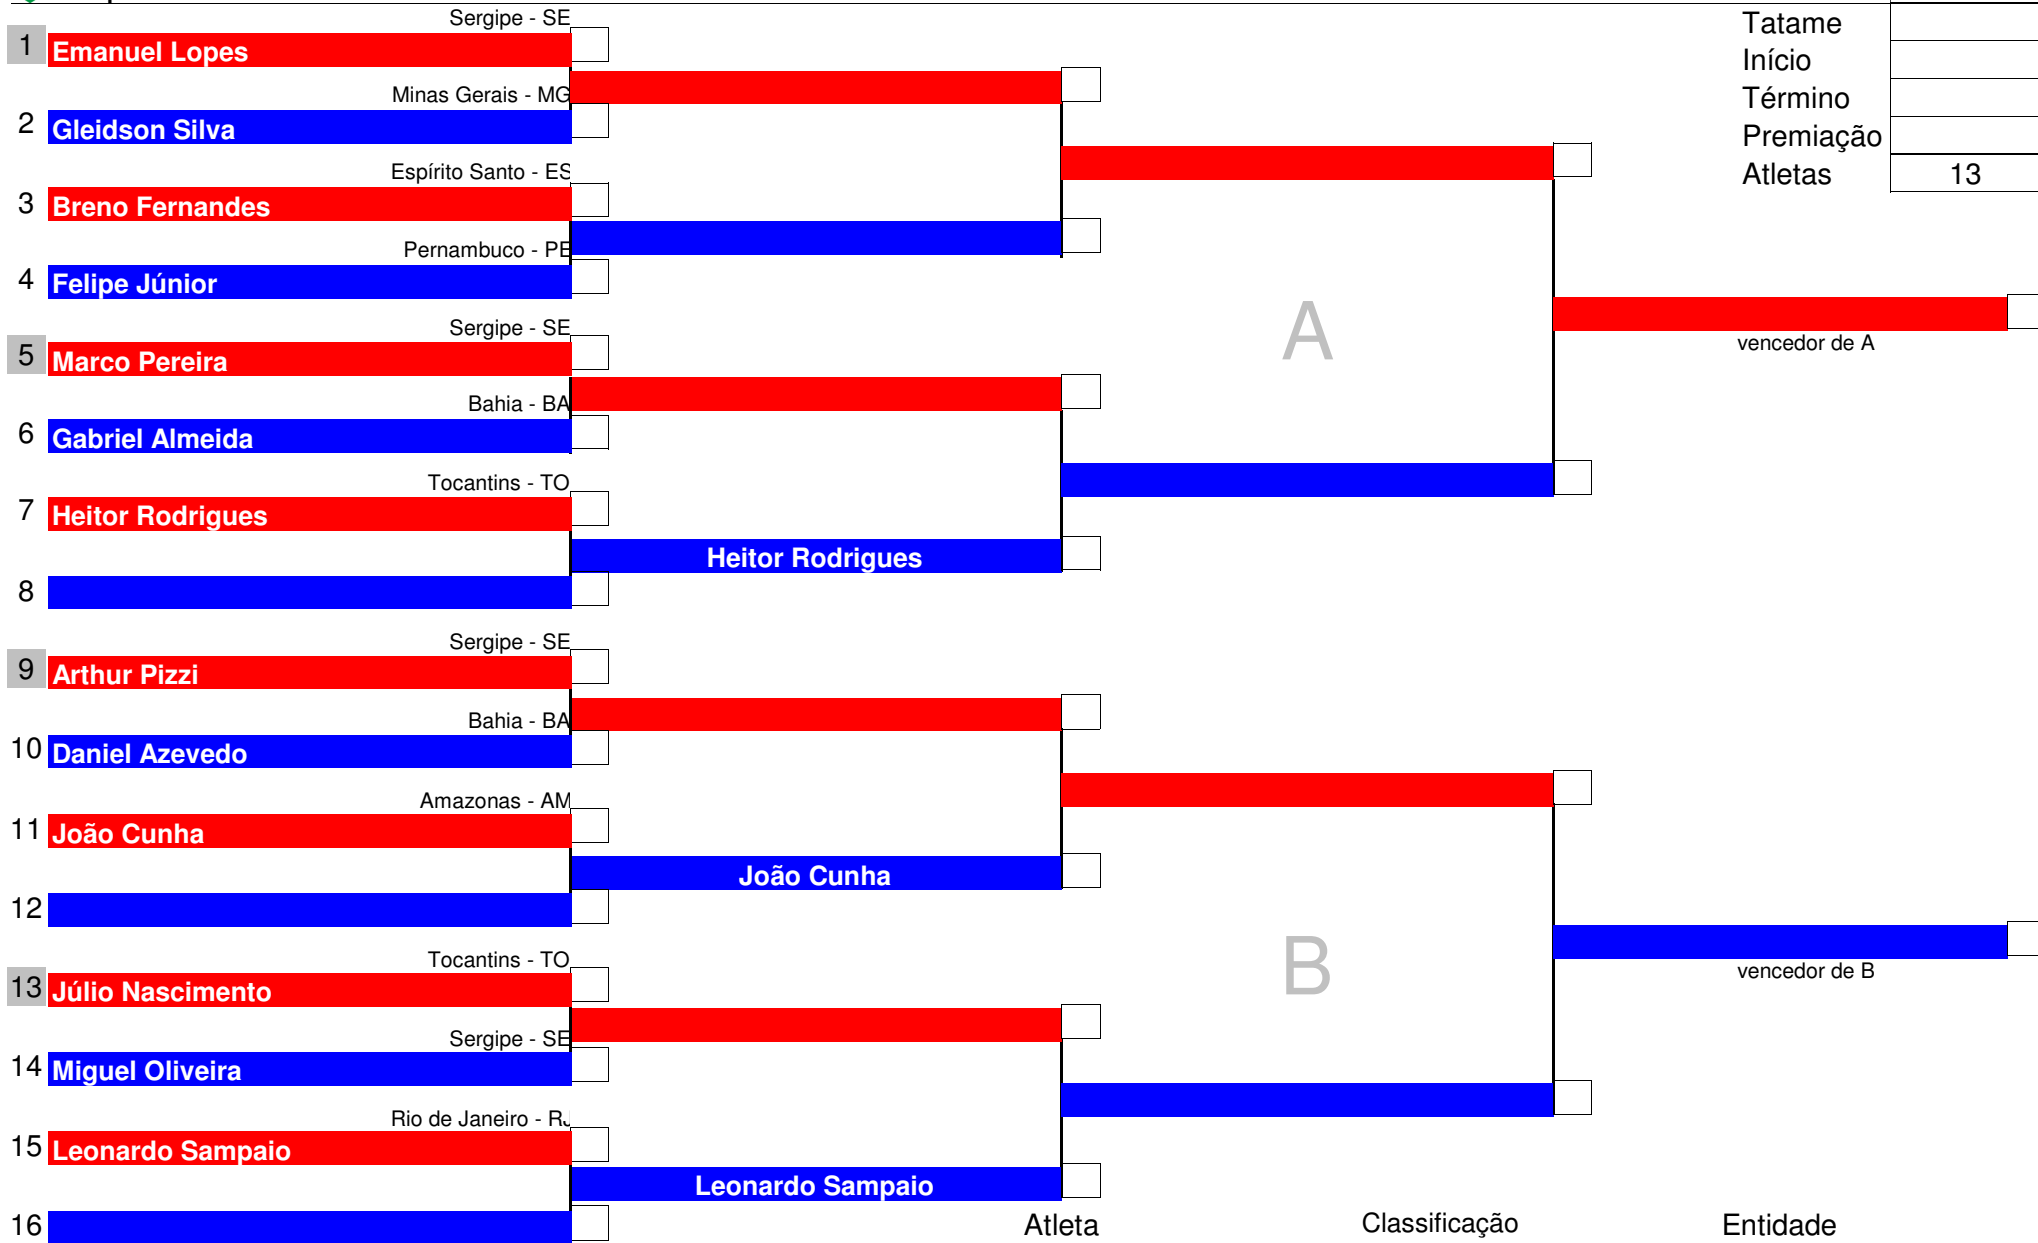 Sergipe - SE
1 Emanuel Lopes
Minas Gerais - MG
2 Gleidson Silva
Espírito Santo - ES
3 Breno Fernandes
Pernambuco - PE
4 Felipe Júnior
Sergipe - SE
5 Marco Pereira
Bahia - BA
6 Gabriel Almeida
Tocantins - TO
7 Heitor Rodrigues
Heitor Rodrigues
8
Sergipe - SE
9 Arthur Pizzi
Bahia - BA
10 Daniel Azevedo
Amazonas - AM
11 João Cunha
João Cunha
12
Tocantins - TO
13 Júlio Nascimento
Sergipe - SE
14 Miguel Oliveira
Rio de Janeiro - RJ
15 Leonardo Sampaio
Leonardo Sampaio
16
A
vencedor de A
B
vencedor de B
Tatame
Início
Término
Premiação
Atletas 13
Atleta Classificação Entidade